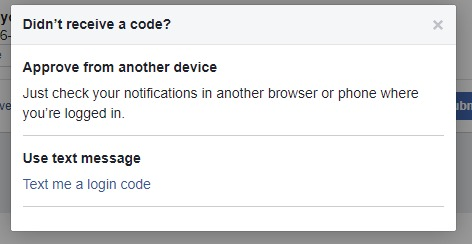 Didn't receive a code?
×
Approve from another device
Just check your notifications in another browser or phone where
you're logged in.
Use text message
Text me a login code